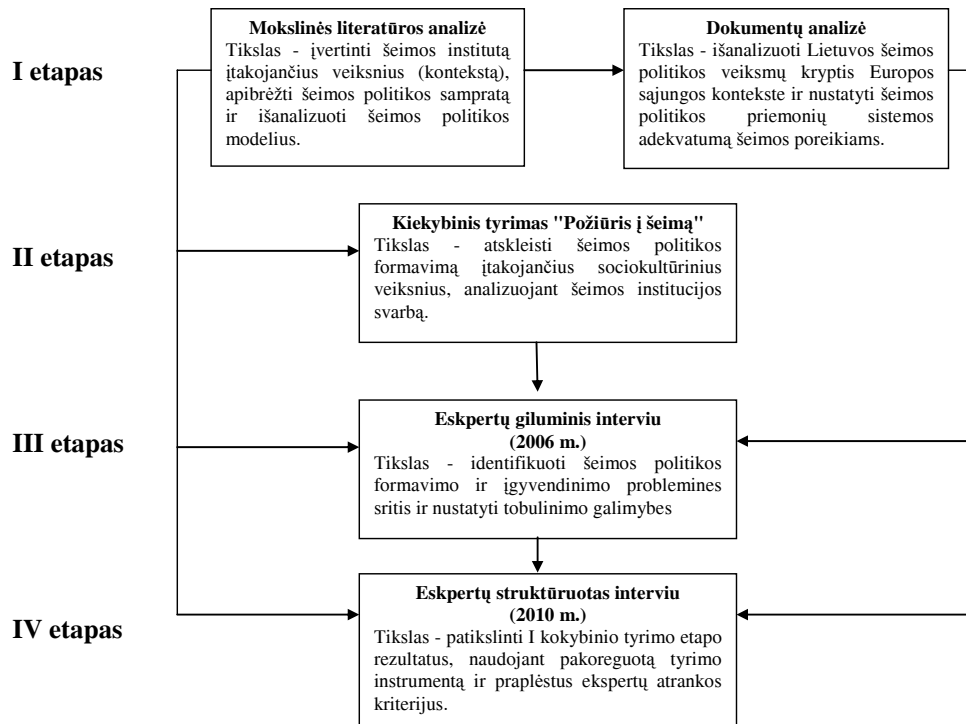 I etapas
Mokslinės literatūros analizė
Tikslas - įvertinti šeimos institutą
įtakojančius veiksnius (kontekstą),
apibrėžti šeimos politikos sampratą
ir išanalizuoti šeimos politikos
modelius.
Dokumentų analizė
Tikslas - išanalizuoti Lietuvos šeimos
politikos veiksmų kryptis Europos
sąjungos kontekste ir nustatyti šeimos
politikos priemonių sistemos
adekvatumą šeimos poreikiams.
II etapas
Kiekybinis tyrimas "Požiūris į šeimą"
Tikslas - atskleisti šeimos politikos
formavimą įtakojančius sociokultūrinius
veiksnius, analizuojant šeimos institucijos
svarbą.
III etapas
Eskpertų giluminis interviu
(2006 m.)
Tikslas - identifikuoti šeimos politikos
formavimo ir įgyvendinimo problemines
sritis ir nustatyti tobulinimo galimybes
IV etapas
Eskpertų struktūruotas interviu
(2010 m.)
Tikslas - patikslinti I kokybinio tyrimo etapo
rezultatus, naudojant pakoreguotą tyrimo
instrumentą ir praplėstus ekspertų atrankos
kriterijus.